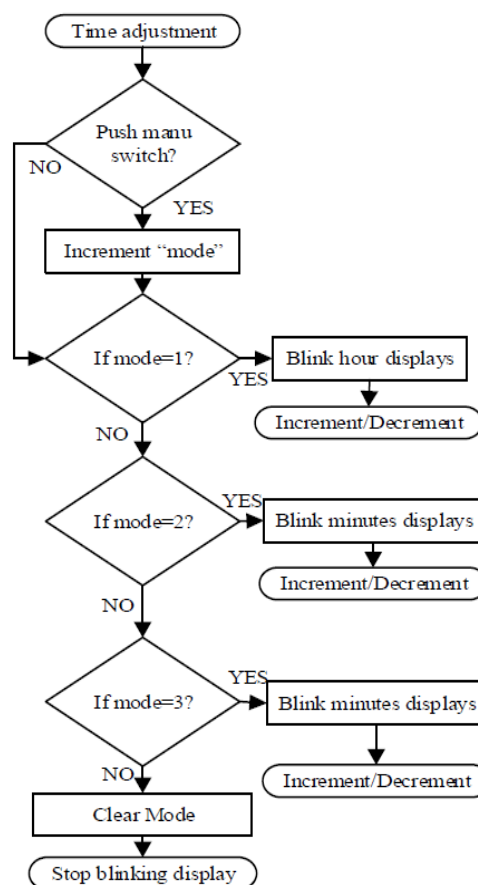 Time adjustment
Push manu
switch?
NO
YES
Increment “mode”
If mode=1?
YES
Blink hour displays
Increment/Decrement
NO
If mode=2?
YES
Blink minutes displays
Increment/Decrement
NO
If mode=3?
YES
Blink minutes displays
Increment/Decrement
NO
Clear Mode
Stop blinking display